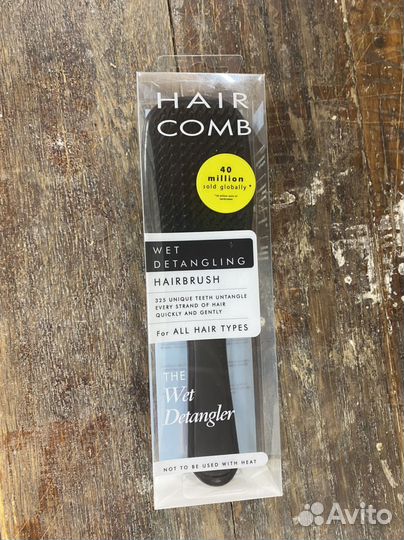 HAIR
COMB
40
million
sold globally*
WET
DETANGLING
HAIRBRUSH
325 UNIQUE TEETH UNTANGLE
EVERY STRAND OF HAIR
QUICKLY AND GENTLY
For ALL HAIR TYPES
THE
Wet
Detangler
NOT TO BE USED WITH HEAT
Avito